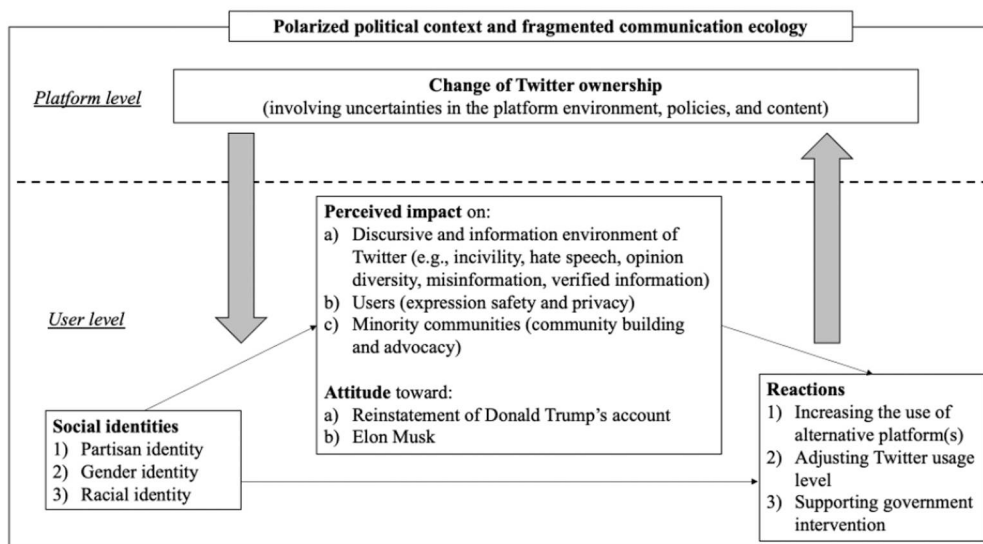 Polarized political context and fragmented communication ecology
Platform level
Change of Twitter ownership
(involving uncertainties in the platform environment, policies, and content)
User level
Perceived impact on:
a) Discursive and information environment of
Twitter (e.g., incivility, hate speech, opinion
diversity, misinformation, verified information)
b) Users (expression safety and privacy)
c) Minority communities (community building
and advocacy)
Attitude toward:
a) Reinstatement of Donald Trump’s account
b) Elon Musk
Social identities
1) Partisan identity
2) Gender identity
3) Racial identity
Reactions
1) Increasing the use of
alternative platform(s)
2) Adjusting Twitter usage
level
3) Supporting government
intervention